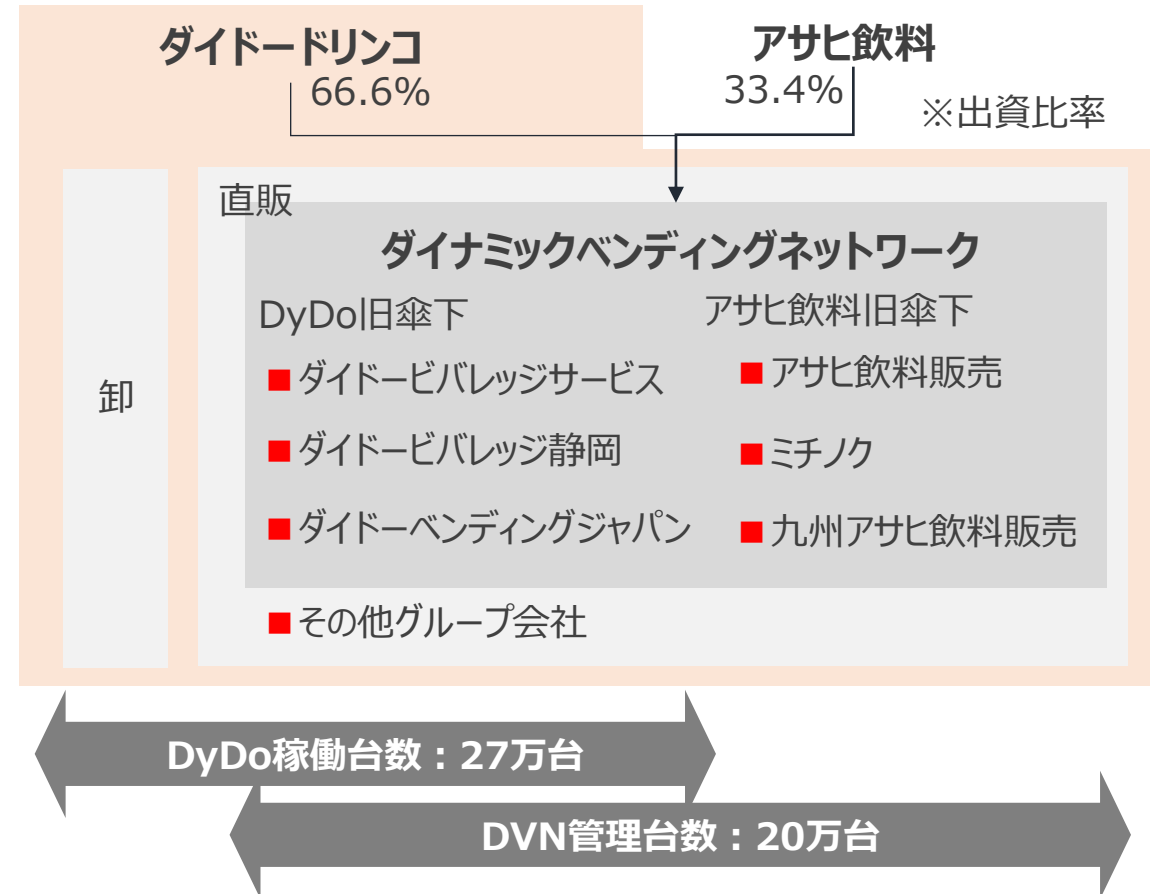 ダイドードリンコ
66.6%
アサヒ飲料
33.4%
※出資比率
卸
直販
ダイナミックベンディングネットワーク
DyDo旧傘下
■ダイドービバレッジサービス
■ダイドービバレッジ静岡
■ダイドーベンディングジャパン
アサヒ飲料旧傘下
■アサヒ飲料販売
■ミチノク
■九州アサヒ飲料販売
■その他グループ会社
DyDo稼働台数：27万台
DVN管理台数：20万台